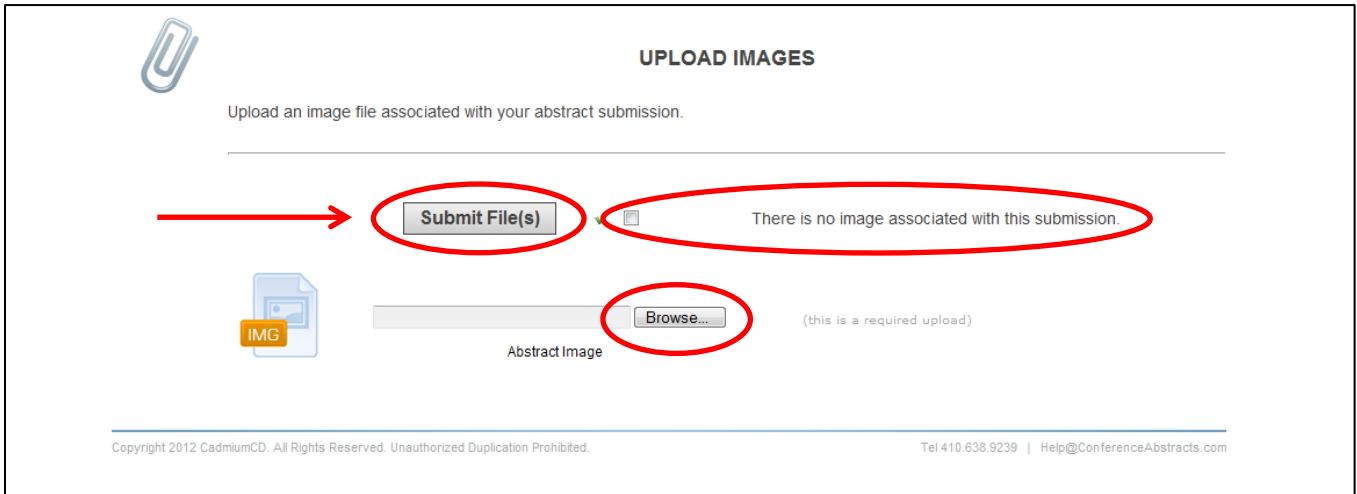 UPLOAD IMAGES
Upload an image file associated with your abstract submission.
Submit File(s) There is no image associated with this submission.
IMG
Browse... (this is a required upload)
Abstract Image
Copyright 2012 CadmiumCD. All Rights Reserved. Unauthorized Duplication Prohibited. Tel 410.638.9239 | Help@ConferenceAbstracts.com